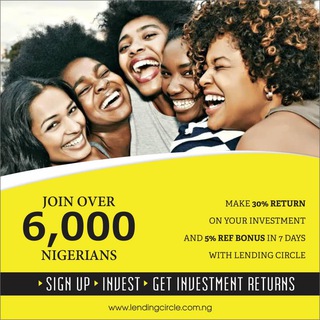 JOIN OVER
6,000
NIGERIANS
MAKE 30% RETURN
ON YOUR INVESTMENT
AND 5% REF BONUS IN 7 DAYS
WITH LENDING CIRCLE
SIGN UP INVEST GET INVESTMENT RETURNS
www.lendingcircle.com.ng